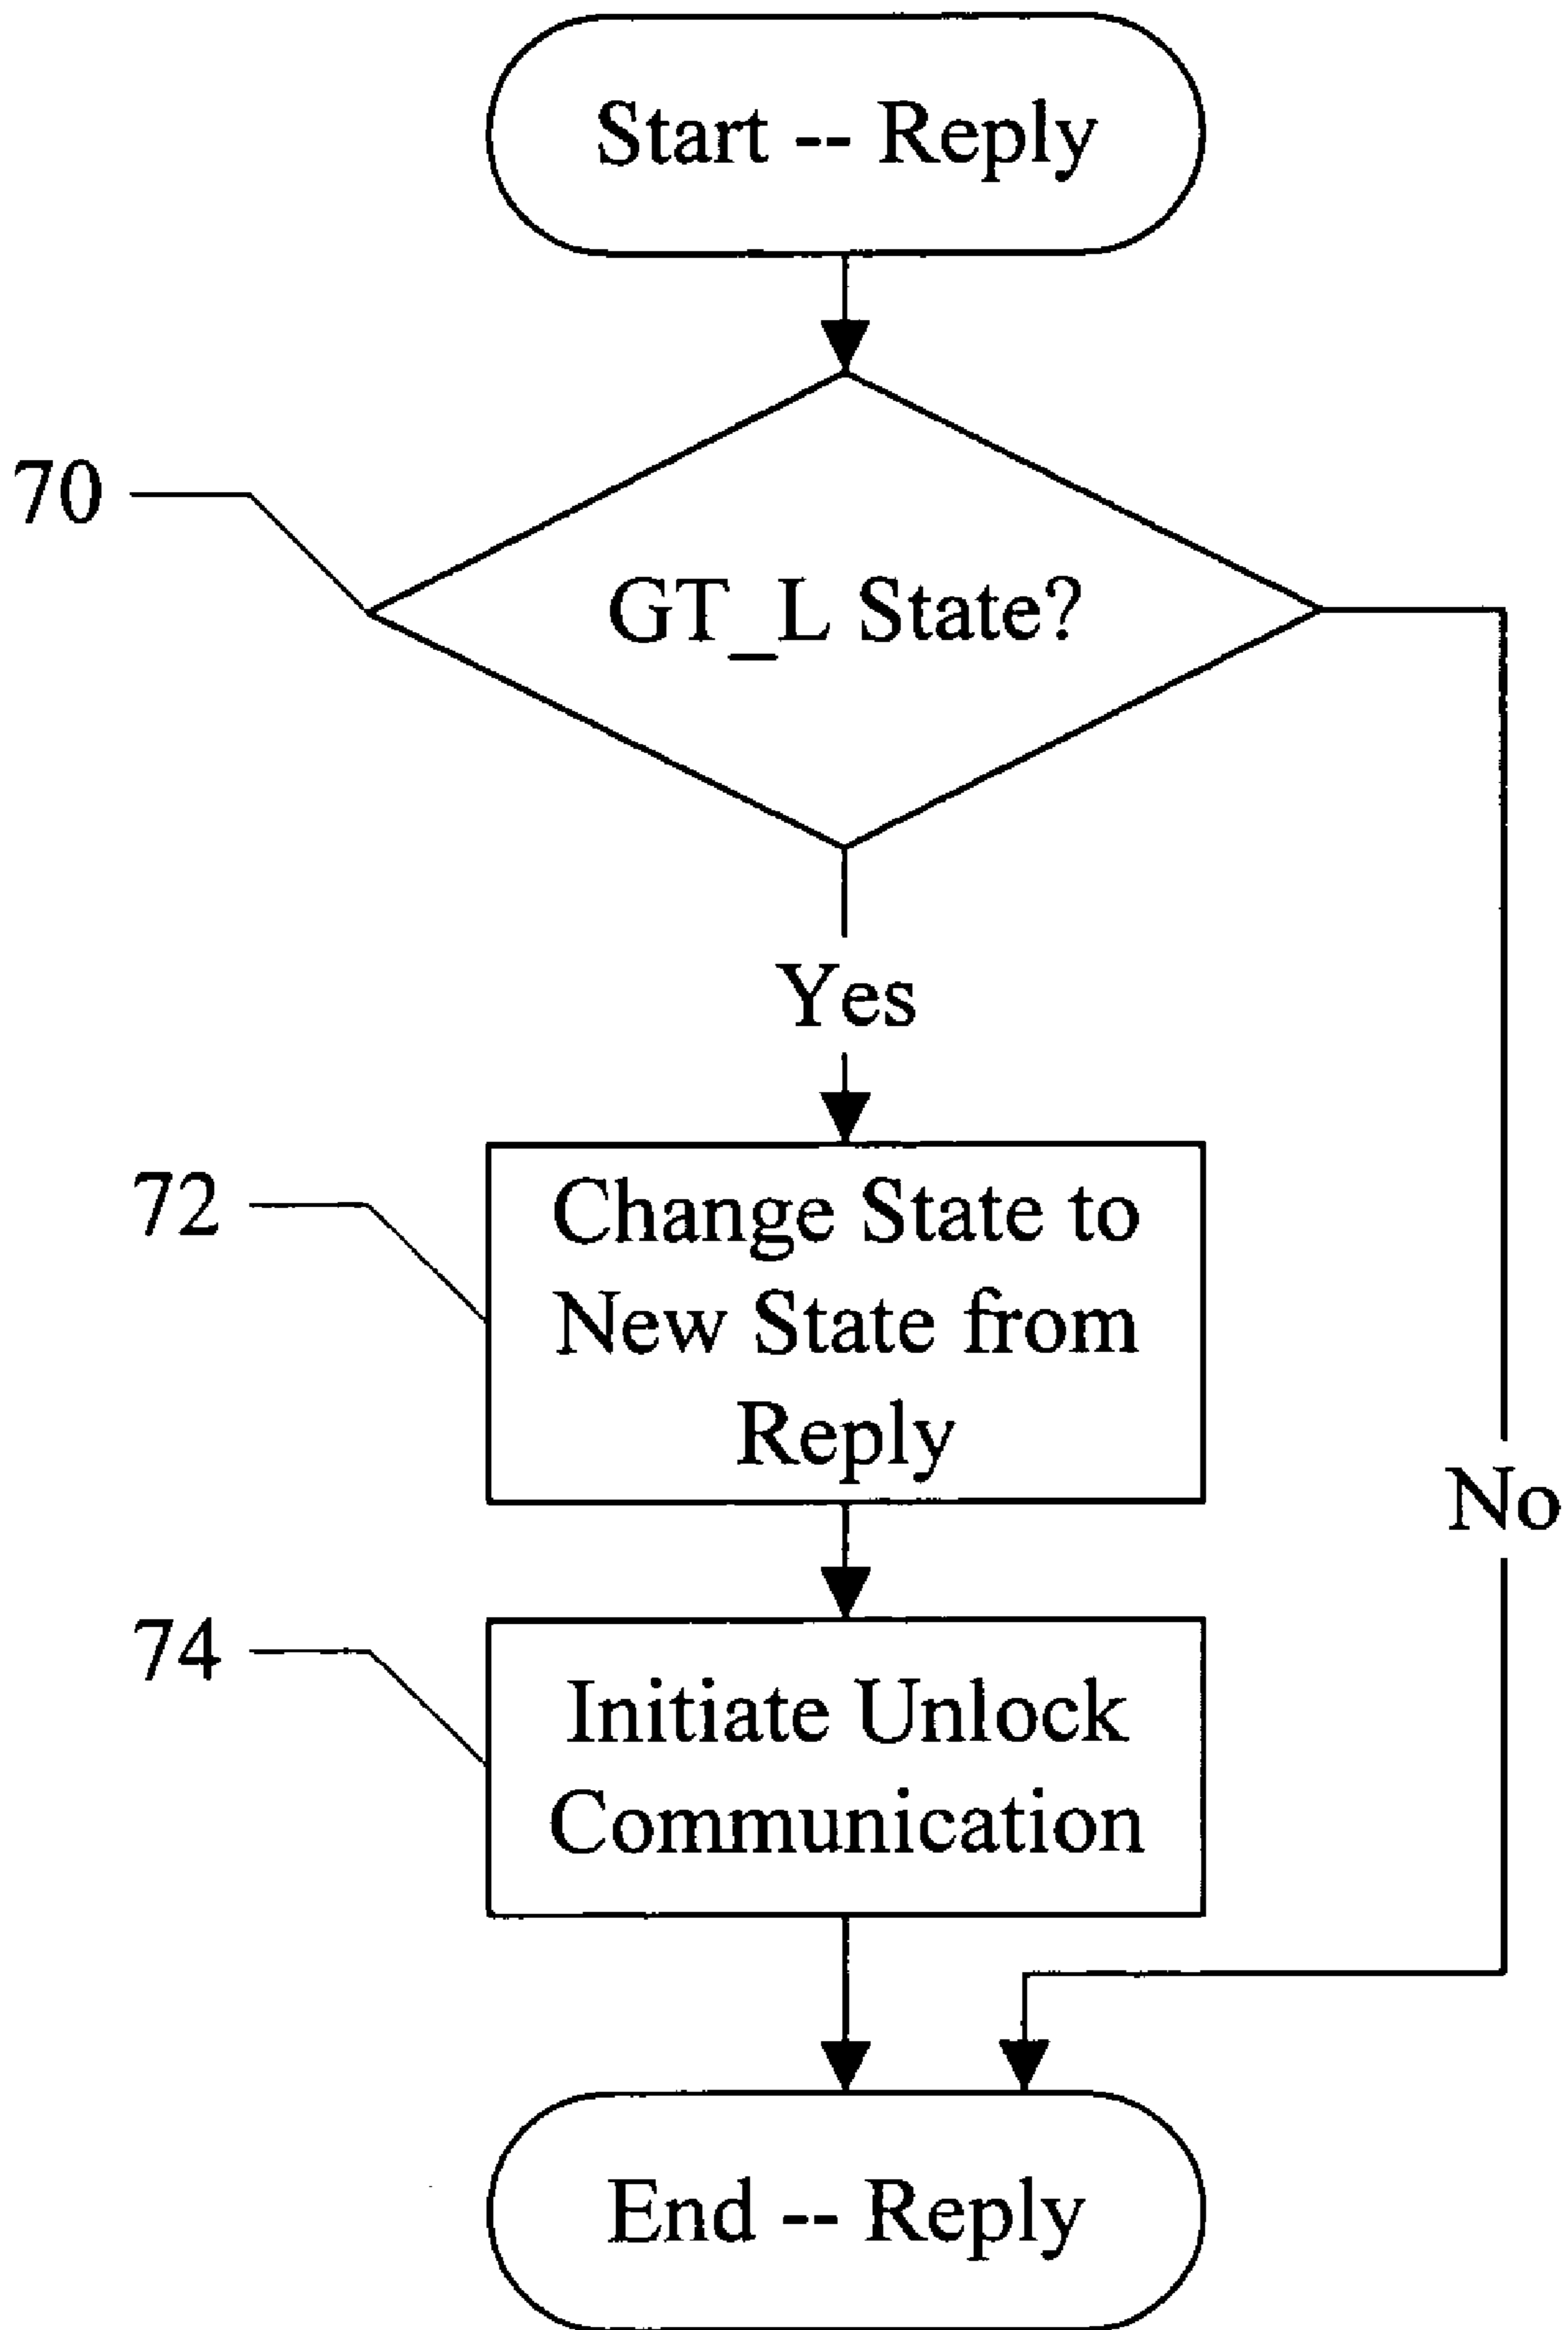 Start -- Reply
70
GT_L State?
Yes
72
Change State to
New State from
Reply
No
74
Initiate Unlock
Communication
End -- Reply